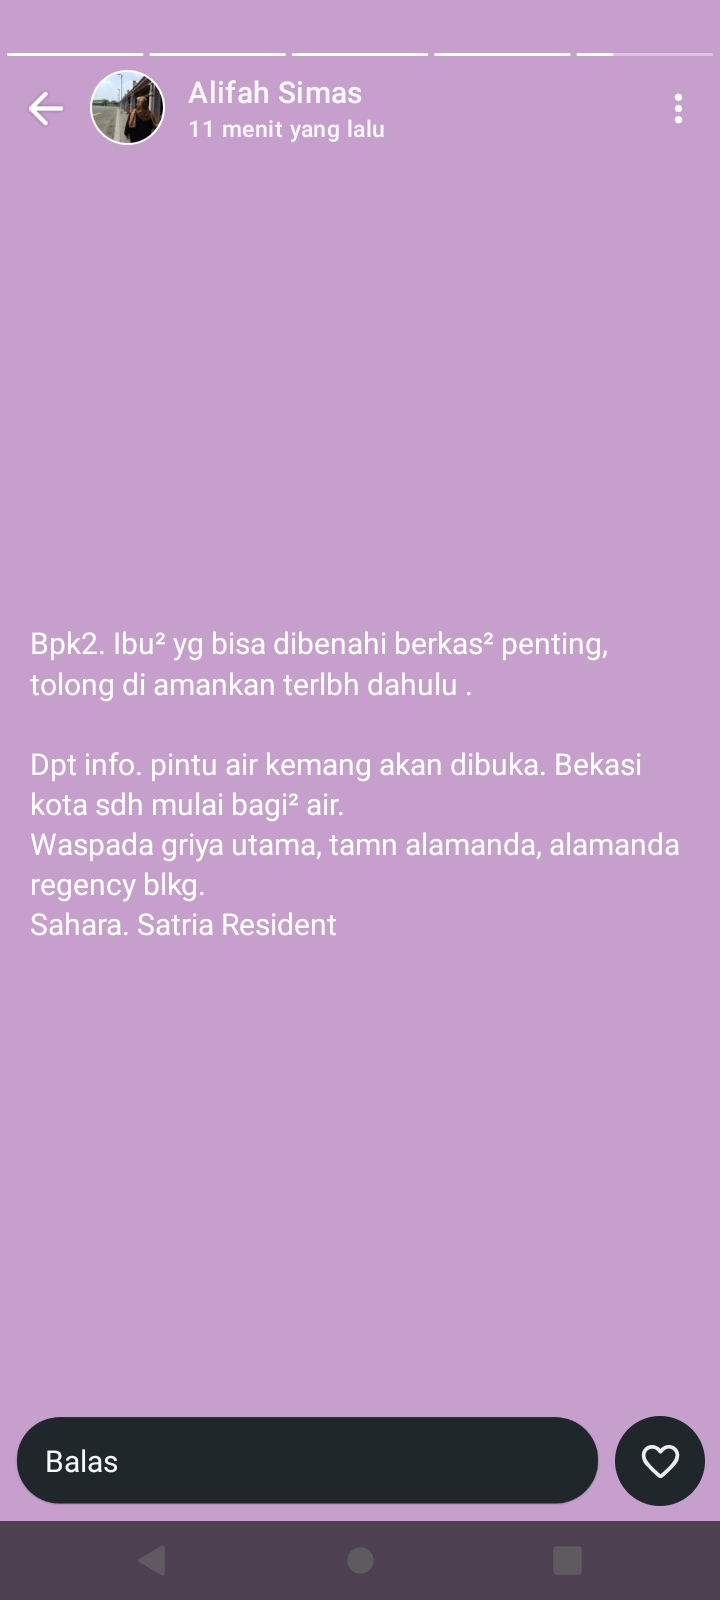 Alifah Simas
11 menit yang lalu
Bpk2. Ibu² yg bisa dibenahi berkas² penting,
tolong di amankan terlbh dahulu .
Dpt info. pintu air kemang akan dibuka. Bekasi
kota sdh mulai bagi² air.
Waspada griya utama, tamn alamanda, alamanda
regency blkg.
Sahara. Satria Resident
Balas